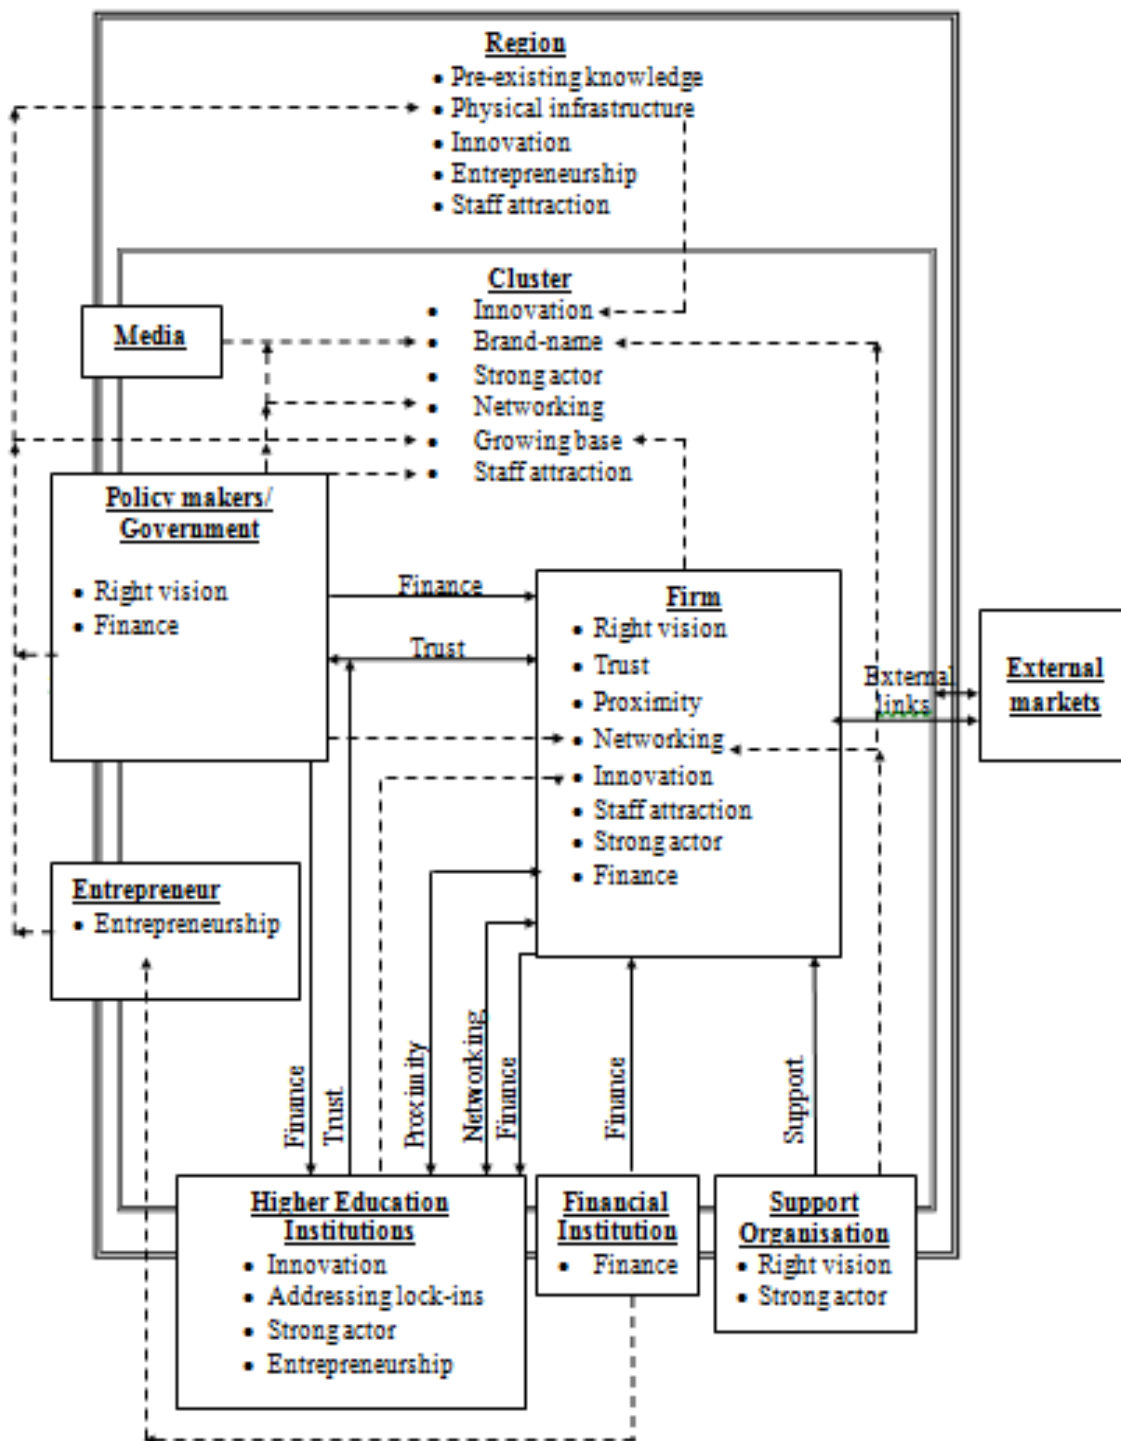 Region
• Pre-existing knowledge
• Physical infrastructure
• Innovation
• Entrepreneurship
• Staff attraction
Cluster
• Innovation
• Brand-name
• Strong actor
• Networking
• Growing base
• Staff attraction
Media
Policy makers/
Government
• Right vision
• Finance
Finance
Trust
Firm
• Right vision
• Trust
• Proximity
• Networking
• Innovation
• Staff attraction
• Strong actor
• Finance
External
links
External
markets
Entrepreneur
• Entrepreneurship
Finance
Trust
Proximity
Networking
Finance
Finance
Support
Higher Education
Institutions
• Innovation
• Addressing lock-ins
• Strong actor
• Entrepreneurship
Financial
Institution
• Finance
Support
Organisation
• Right vision
• Strong actor